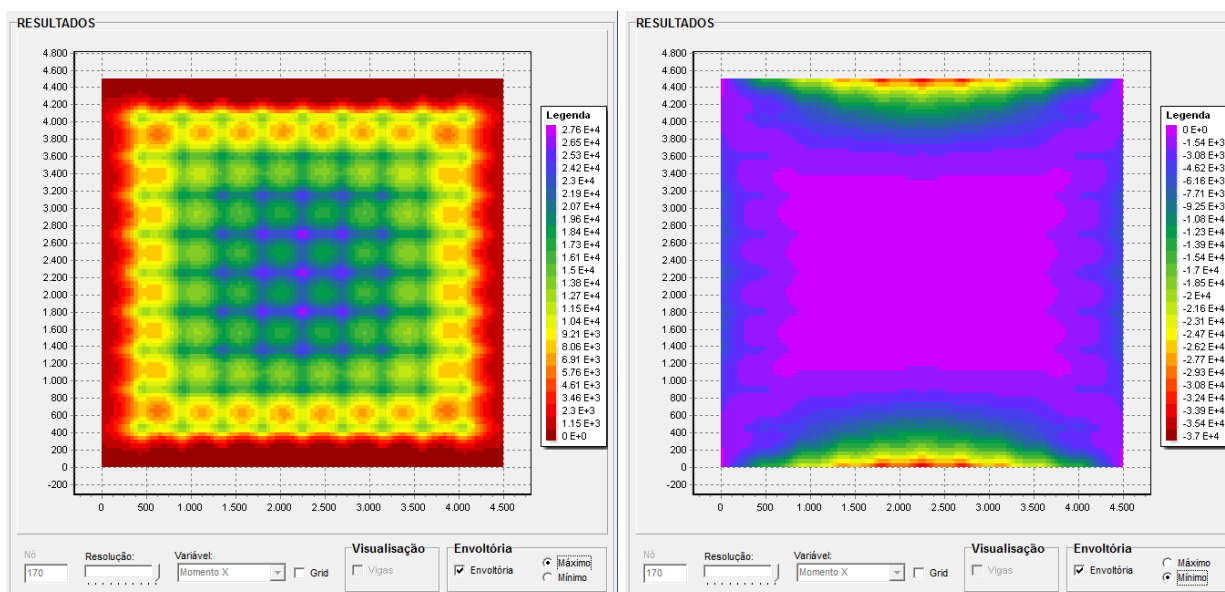 RESULTADOS
4.800
4.600
4.400
4.200
4.000
3.800
3.600
3.400
3.200
3.000
2.800
2.600
2.400
2.200
2.000
1.800
1.600
1.400
1.200
1.000
800
600
400
200
0
-200
0 500 1.000 1.500 2.000 2.500 3.000 3.500 4.000 4.500
Legenda
2.76 E+4
2.65 E+4
2.53 E+4
2.42 E+4
2.3 E+4
2.19 E+4
2.07 E+4
1.96 E+4
1.84 E+4
1.73 E+4
1.61 E+4
1.5 E+4
1.38 E+4
1.27 E+4
1.15 E+4
1.04 E+4
9.21 E+3
8.06 E+3
6.91 E+3
5.76 E+3
4.61 E+3
3.46 E+3
2.3 E+3
1.15 E+3
0 E+0
Nó
170
Resolução:
Variável:
Momento X
Grid
Visualisação
Vigas
Envoltória
Envoltória
Máximo
Mínimo
RESULTADOS
4.800
4.600
4.400
4.200
4.000
3.800
3.600
3.400
3.200
3.000
2.800
2.600
2.400
2.200
2.000
1.800
1.600
1.400
1.200
1.000
800
600
400
200
0
-200
0 500 1.000 1.500 2.000 2.500 3.000 3.500 4.000 4.500
Legenda
0 E+0
-1.54 E+3
-3.08 E+3
-4.62 E+3
-6.16 E+3
-7.71 E+3
-9.25 E+3
-1.08 E+4
-1.23 E+4
-1.39 E+4
-1.54 E+4
-1.7 E+4
-1.85 E+4
-2 E+4
-2.16 E+4
-2.31 E+4
-2.47 E+4
-2.62 E+4
-2.77 E+4
-2.93 E+4
-3.08 E+4
-3.24 E+4
-3.39 E+4
-3.54 E+4
-3.7 E+4
Nó
170
Resolução:
Variável:
Momento X
Grid
Visualisação
Vigas
Envoltória
Envoltória
Máximo
Mínimo